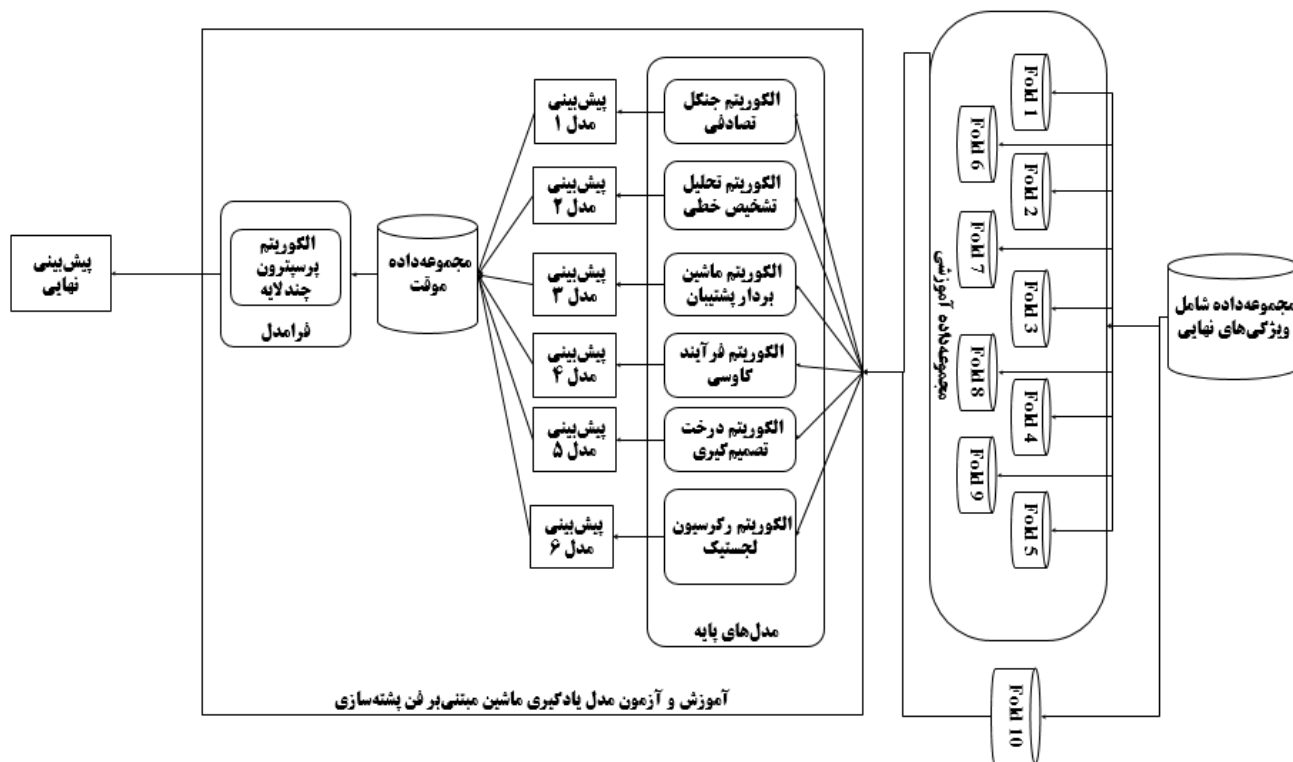 مجموعه‌داده شامل
ویژگی‌های نهایی
Fold 1
Fold 6
Fold 2
Fold 7
Fold 3
Fold 8
Fold 4
Fold 9
Fold 5
مجموعه‌داده آموزشی
Fold 10
الگوریتم جنگل
تصادفی
الگوریتم تحلیل
تشخیص خطی
الگوریتم ماشین
بردار پشتیبان
الگوریتم فرآیند
گاوسی
الگوریتم درخت
تصمیم‌گیری
الگوریتم رگرسیون
لجستیک
مدل‌های پایه
پیش‌بینی
مدل ۱
پیش‌بینی
مدل ۲
پیش‌بینی
مدل ۳
پیش‌بینی
مدل ۴
پیش‌بینی
مدل ۵
پیش‌بینی
مدل ۶
مجموعه‌داده
موقت
الگوریتم
پرسپترون
چندلایه
فرامدل
پیش‌بینی
نهایی
آموزش و آزمون مدل یادگیری ماشین مبتنی‌بر فن پشته‌سازی